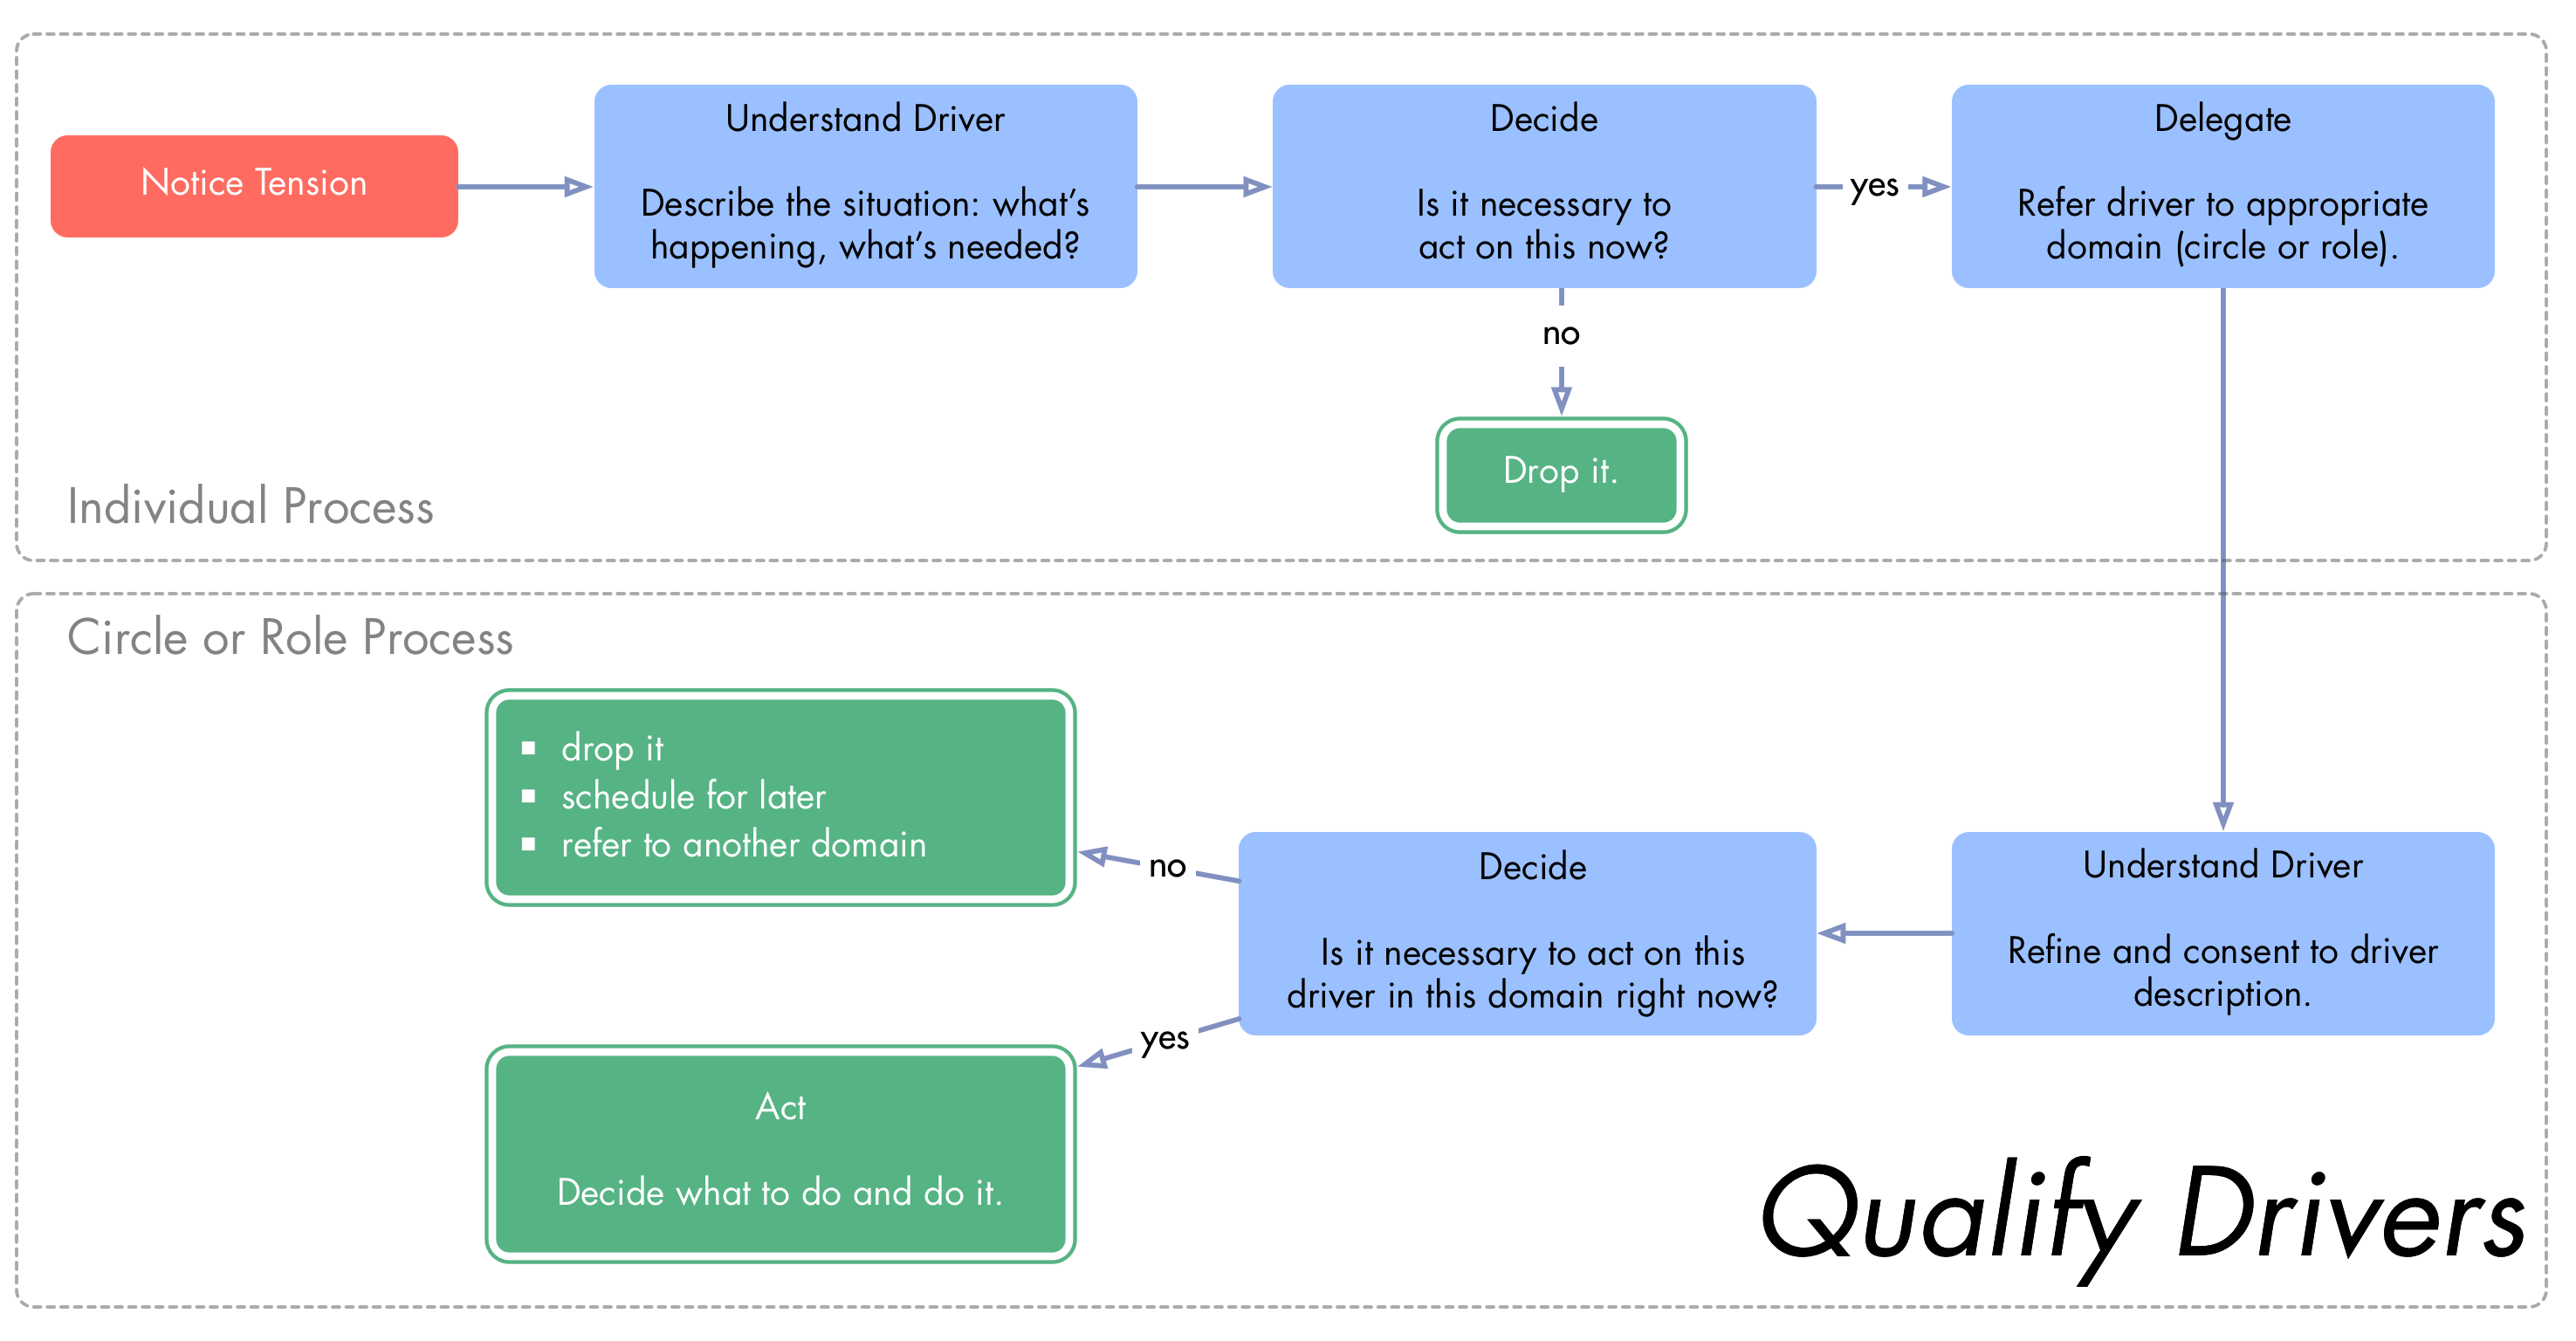 Notice Tension
Understand Driver
Describe the situation: what’s
happening, what’s needed?
Decide
Is it necessary to
act on this now?
yes
Delegate
Refer driver to appropriate
domain (circle or role).
no
Drop it.
Individual Process
Circle or Role Process
Understand Driver
Refine and consent to driver
description.
Decide
Is it necessary to act on this
driver in this domain right now?
no
▪ drop it
▪ schedule for later
▪ refer to another domain
yes
Act
Decide what to do and do it.
Qualify Drivers